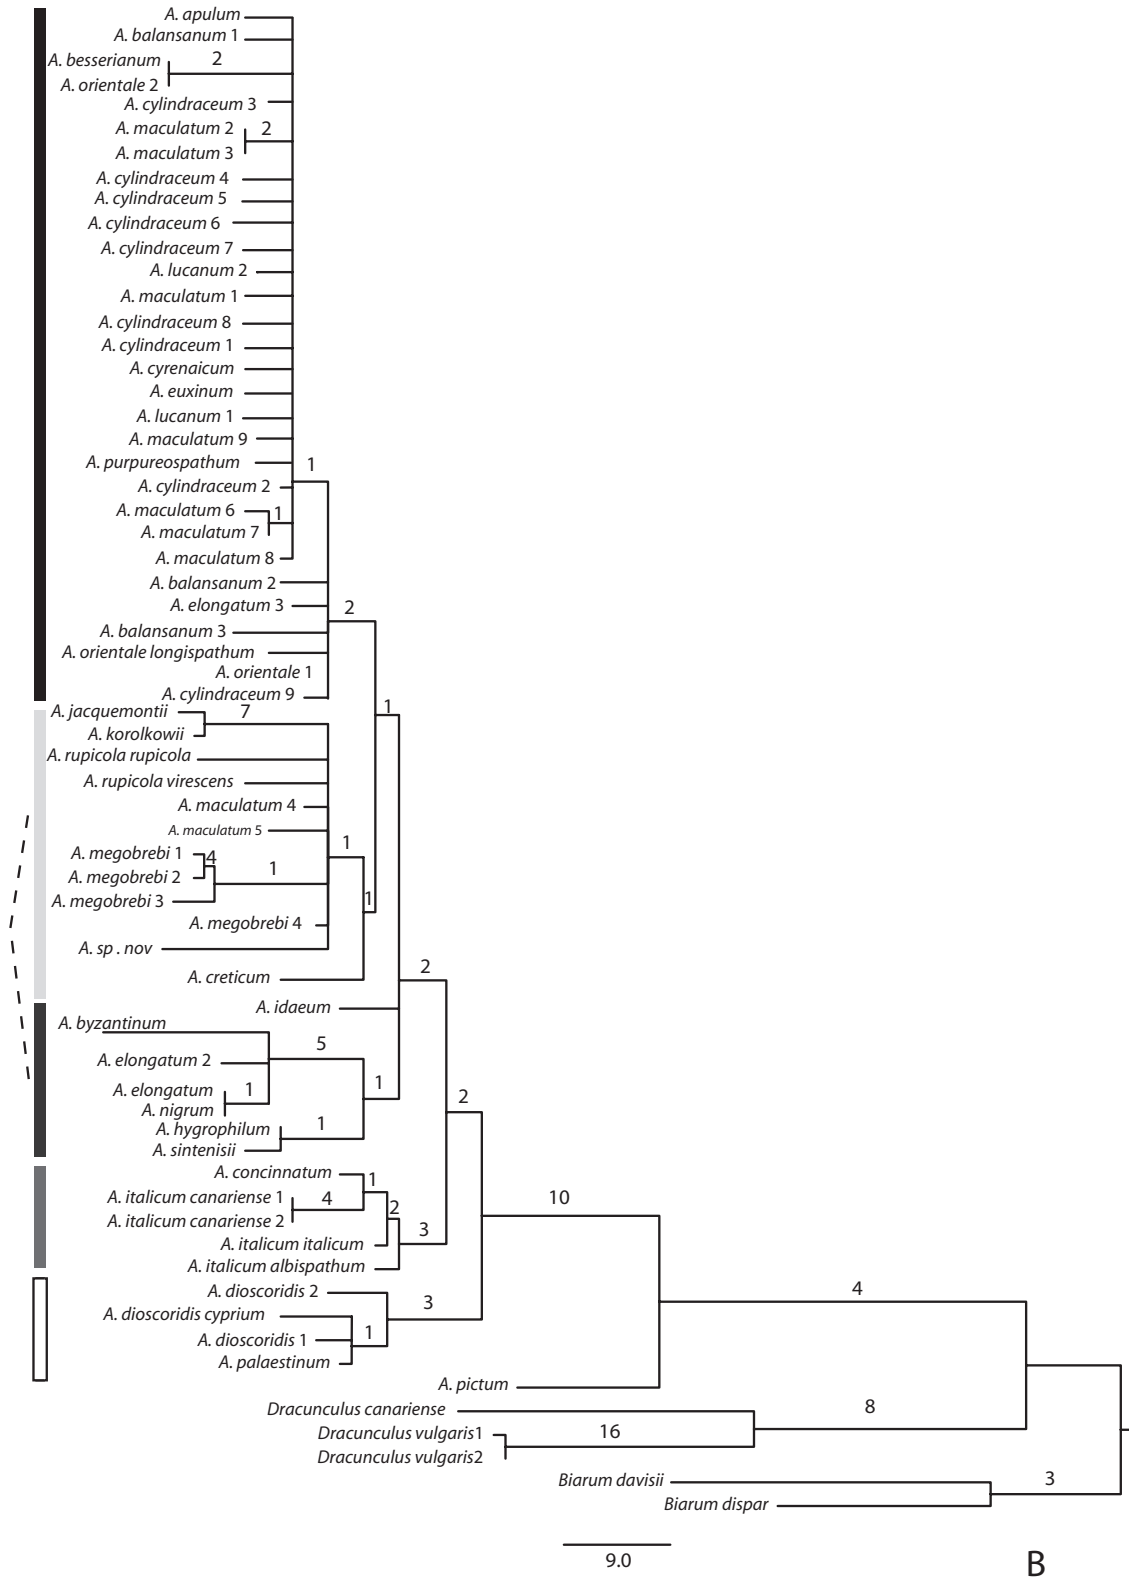 A. apulum
A. balansanum 1
A. besserianum
2
A. orientale 2
A. cylindraceum 3
A. maculatum 2
2
A. maculatum 3
A. cylindraceum 4
A. cylindraceum 5
A. cylindraceum 6
A. cylindraceum 7
A. lucanum 2
A. maculatum 1
A. cylindraceum 8
A. cylindraceum 1
A. cyrenaicum
A. euxinum
A. lucanum 1
A. maculatum 9
A. purpureospathum
1
A. cylindraceum 2
A. maculatum 6
1
A. maculatum 7
A. maculatum 8
A. balansanum 2
A. elongatum 3
2
A. balansanum 3
A. orientale longispathum
A. orientale 1
A. cylindraceum 9
A. jacquemontii
7
1
A. korolkowii
A. rupicola rupicola
A. rupicola virescens
A. maculatum 4
A. maculatum 5
1
A. megobrebi 1
4
1
A. megobrebi 2
A. megobrebi 3
1
A. megobrebi 4
A. sp . nov
2
A. creticum
A. idaeum
A. byzantinum
5
A. elongatum 2
1
A. elongatum
1
2
A. nigrum
A. hygrophilum
1
A. sintenisii
A. concinnatum
1
A. italicum canariense 1
4
2
10
A. italicum canariense 2
3
A. italicum italicum
A. italicum albispathum
A. dioscoridis 2
3
4
A. dioscoridis cyprium
1
A. dioscoridis 1
A. palaestinum
A. pictum
Dracunculus canariense
8
Dracunculus vulgaris1
16
Dracunculus vulgaris2
Biarum davisii
3
Biarum dispar
9.0
B